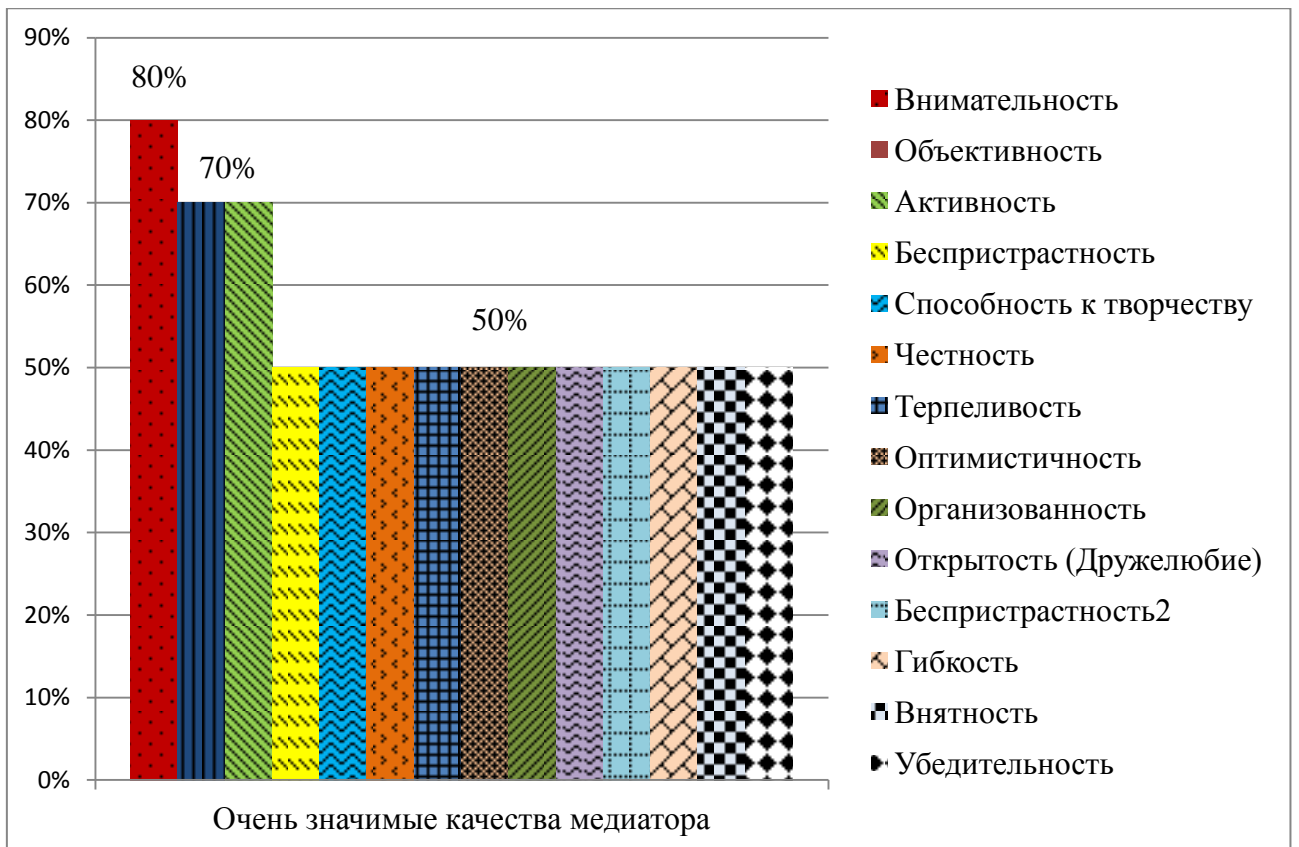 90%
80%
70%
60%
50%
40%
30%
20%
10%
0%
80%
70%
50%
Очень значимые качества медиатора
Внимательность
Объективность
Активность
Беспристрастность
Способность к творчеству
Честность
Терпеливость
Оптимистичность
Организованность
Открытость (Дружелюбие)
Беспристрастность2
Гибкость
Внятность
Убедительность